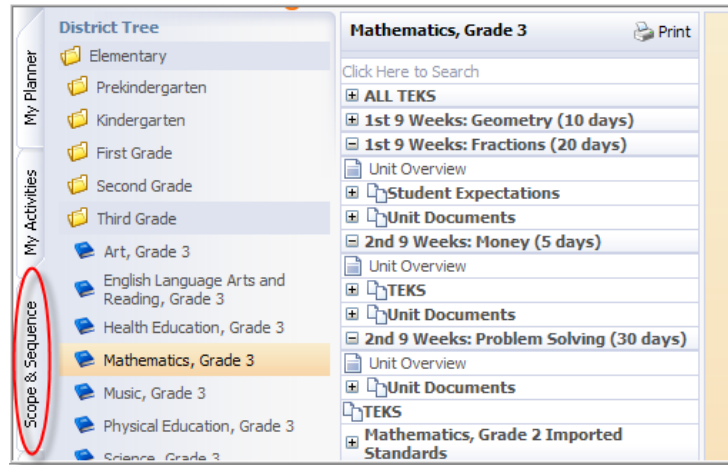 My Planner
My Activities
Scope & Sequence
District Tree
Elementary
Prekindergarten
Kindergarten
First Grade
Second Grade
Third Grade
Art, Grade 3
English Language Arts and
Reading, Grade 3
Health Education, Grade 3
Mathematics, Grade 3
Music, Grade 3
Physical Education, Grade 3
Science, Grade 3
Mathematics, Grade 3 Print
Click Here to Search
ALL TEKS
1st 9 Weeks: Geometry (10 days)
1st 9 Weeks: Fractions (20 days)
Unit Overview
Student Expectations
Unit Documents
2nd 9 Weeks: Money (5 days)
Unit Overview
TEKS
Unit Documents
2nd 9 Weeks: Problem Solving (30 days)
Unit Overview
Unit Documents
TEKS
Mathematics, Grade 2 Imported
Standards